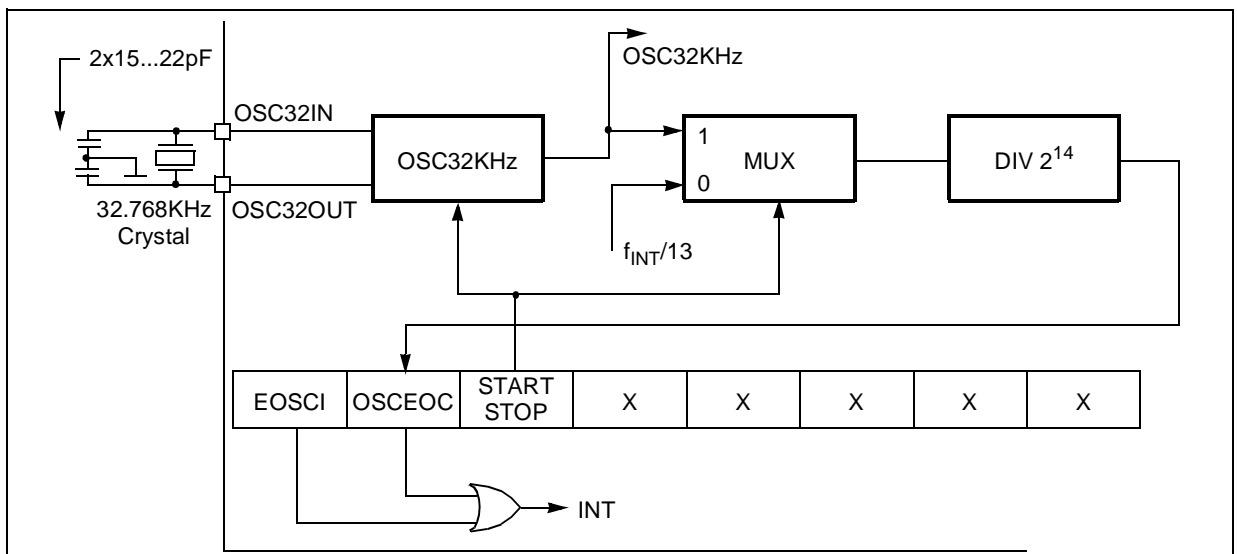 2x15...22pF
OSC32KHz
OSC32IN
OSC32KHz
1
MUX
0
DIV 2^14
32.768KHz
Crystal
OSC32OUT
f_INT/13
EOSCI
OSCEOC
START
STOP
X
X
X
X
X
INT